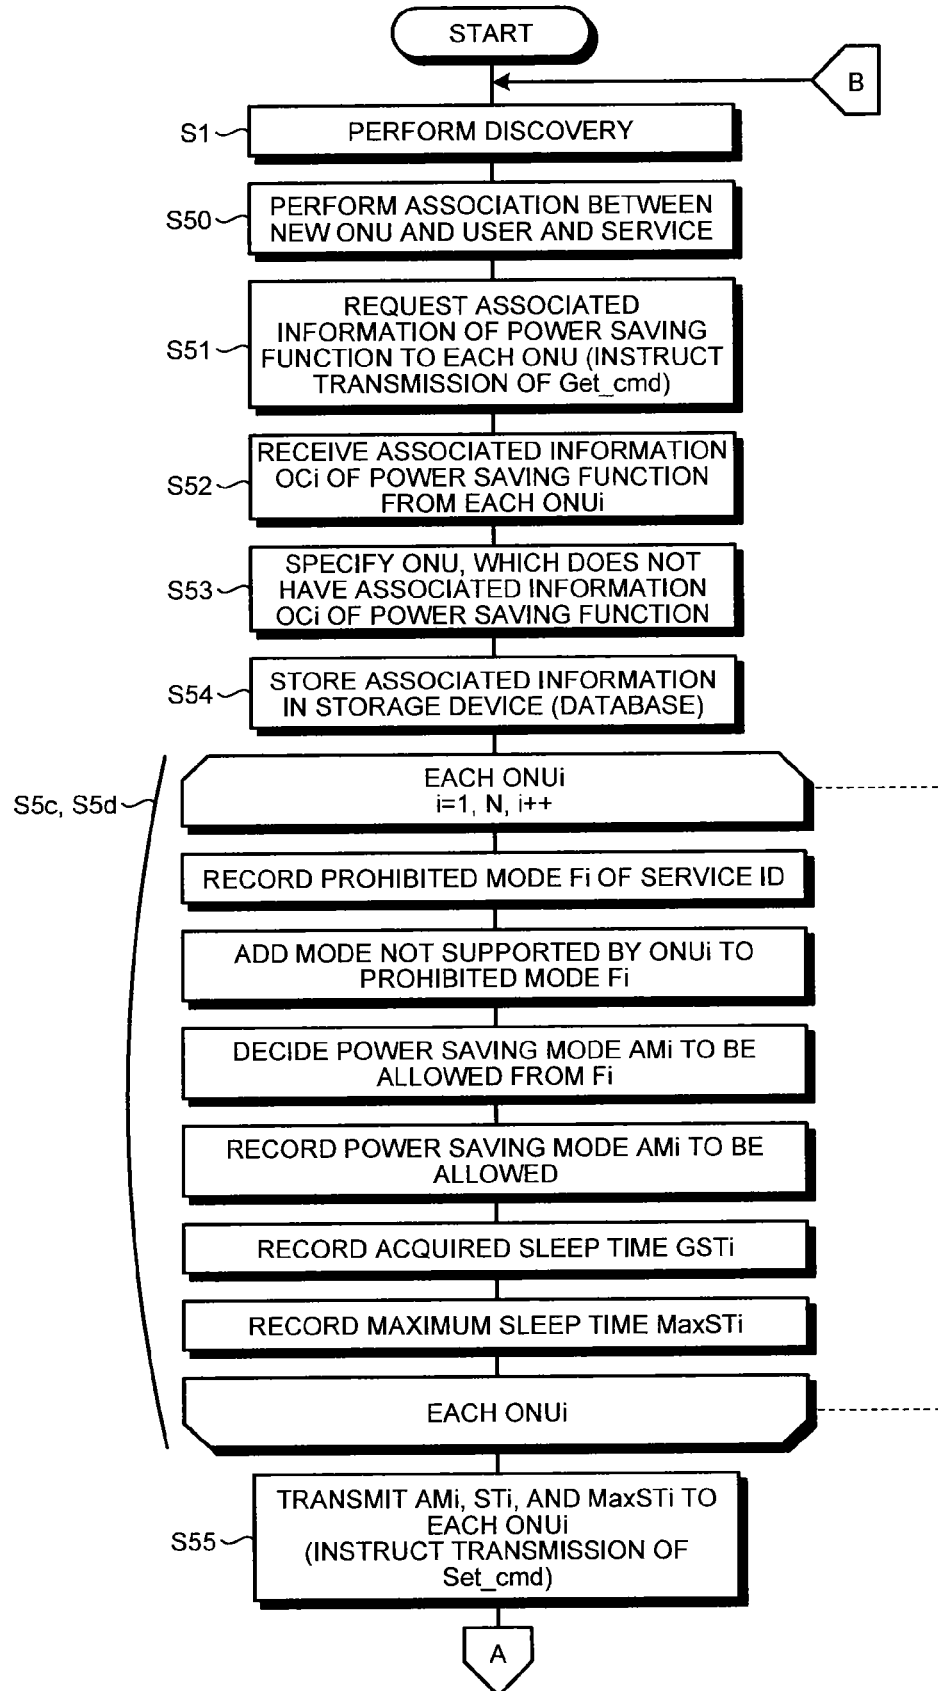 START
B
S1
PERFORM DISCOVERY
S50
PERFORM ASSOCIATION BETWEEN
NEW ONU AND USER AND SERVICE
S51
REQUEST ASSOCIATED
INFORMATION OF POWER SAVING
FUNCTION TO EACH ONU (INSTRUCT
TRANSMISSION OF Get_cmd)
S52
RECEIVE ASSOCIATED INFORMATION
OCi OF POWER SAVING FUNCTION
FROM EACH ONUi
S53
SPECIFY ONU, WHICH DOES NOT
HAVE ASSOCIATED INFORMATION
OCi OF POWER SAVING FUNCTION
S54
STORE ASSOCIATED INFORMATION
IN STORAGE DEVICE (DATABASE)
S5c, S5d
EACH ONUi
i=1, N, i++
RECORD PROHIBITED MODE Fi OF SERVICE ID
ADD MODE NOT SUPPORTED BY ONUi TO
PROHIBITED MODE Fi
DECIDE POWER SAVING MODE AMi TO BE
ALLOWED FROM Fi
RECORD POWER SAVING MODE AMi TO BE
ALLOWED
RECORD ACQUIRED SLEEP TIME GSTi
RECORD MAXIMUM SLEEP TIME MaxSTi
EACH ONUi
S55
TRANSMIT AMi, STi, AND MaxSTi TO
EACH ONUi
(INSTRUCT TRANSMISSION OF
Set_cmd)
A